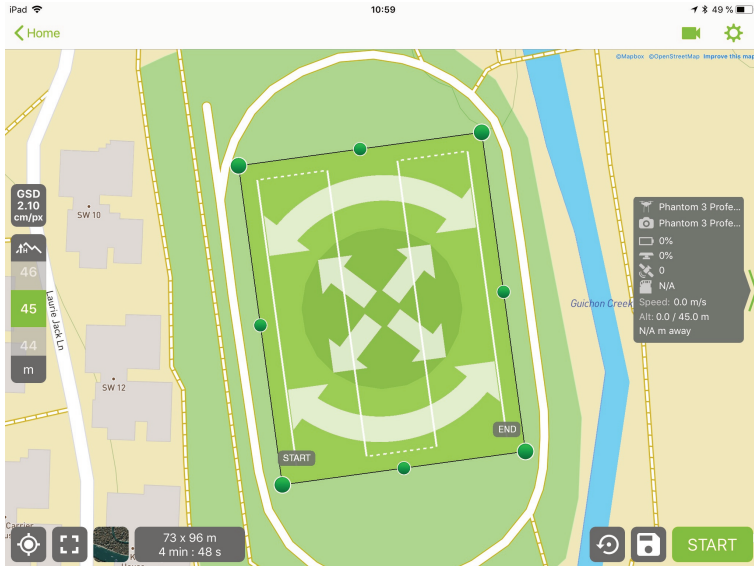 iPad 10:59 49 %
Home
©Mapbox ©OpenStreetMap Improve this map
GSD
2.10
cm/px
SW 10
H
46
45
44
m
Laurie Jack Ln
SW 12
START
END
Guichon Creek
Phantom 3 Profe...
Phantom 3 Profe...
0%
0%
0
N/A
Speed: 0.0 m/s
Alt: 0.0 / 45.0 m
N/A m away
Carrier
73 x 96 m
4 min : 48 s
House
START